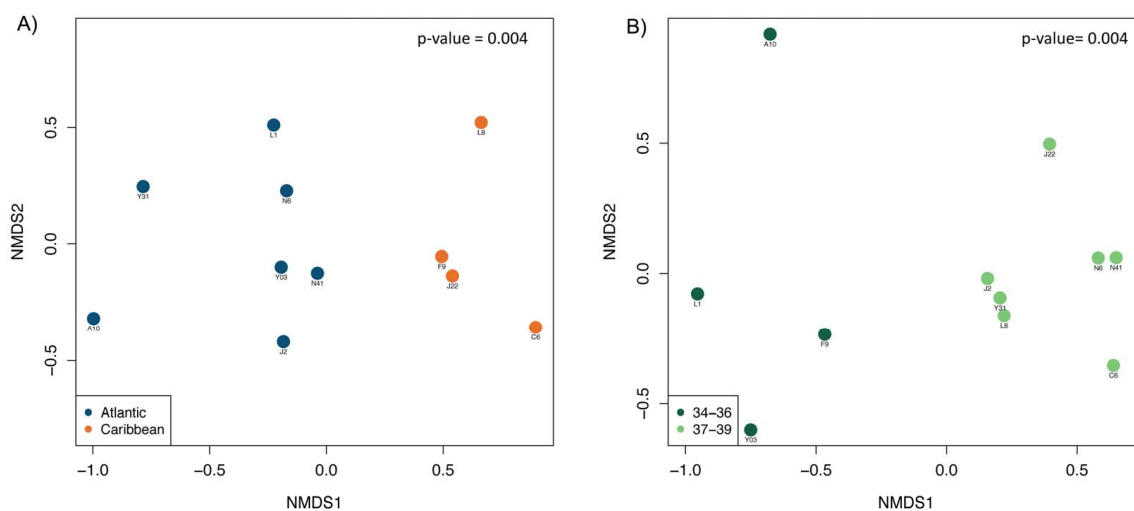 A)
p-value = 0.004
NMDS2
0.5
0.0
−0.5
L1
L8
Y31
N6
F9
Y03
N41
J22
A10
J2
C6
Atlantic
Caribbean
−1.0
−0.5
0.0
0.5
NMDS1
B)
p-value= 0.004
NMDS2
0.5
0.0
−0.5
A10
J22
N6
N41
J2
L1
Y31
L8
F9
C6
Y03
34−36
37−39
−1.0
−0.5
0.0
0.5
NMDS1